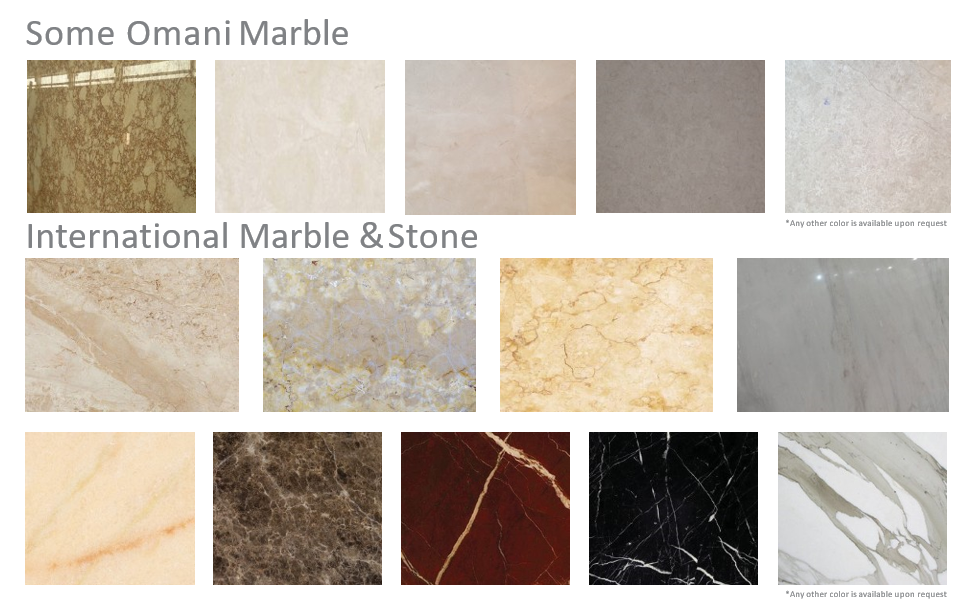 Some Omani Marble
*Any other color is available upon request
International Marble & Stone
*Any other color is available upon request